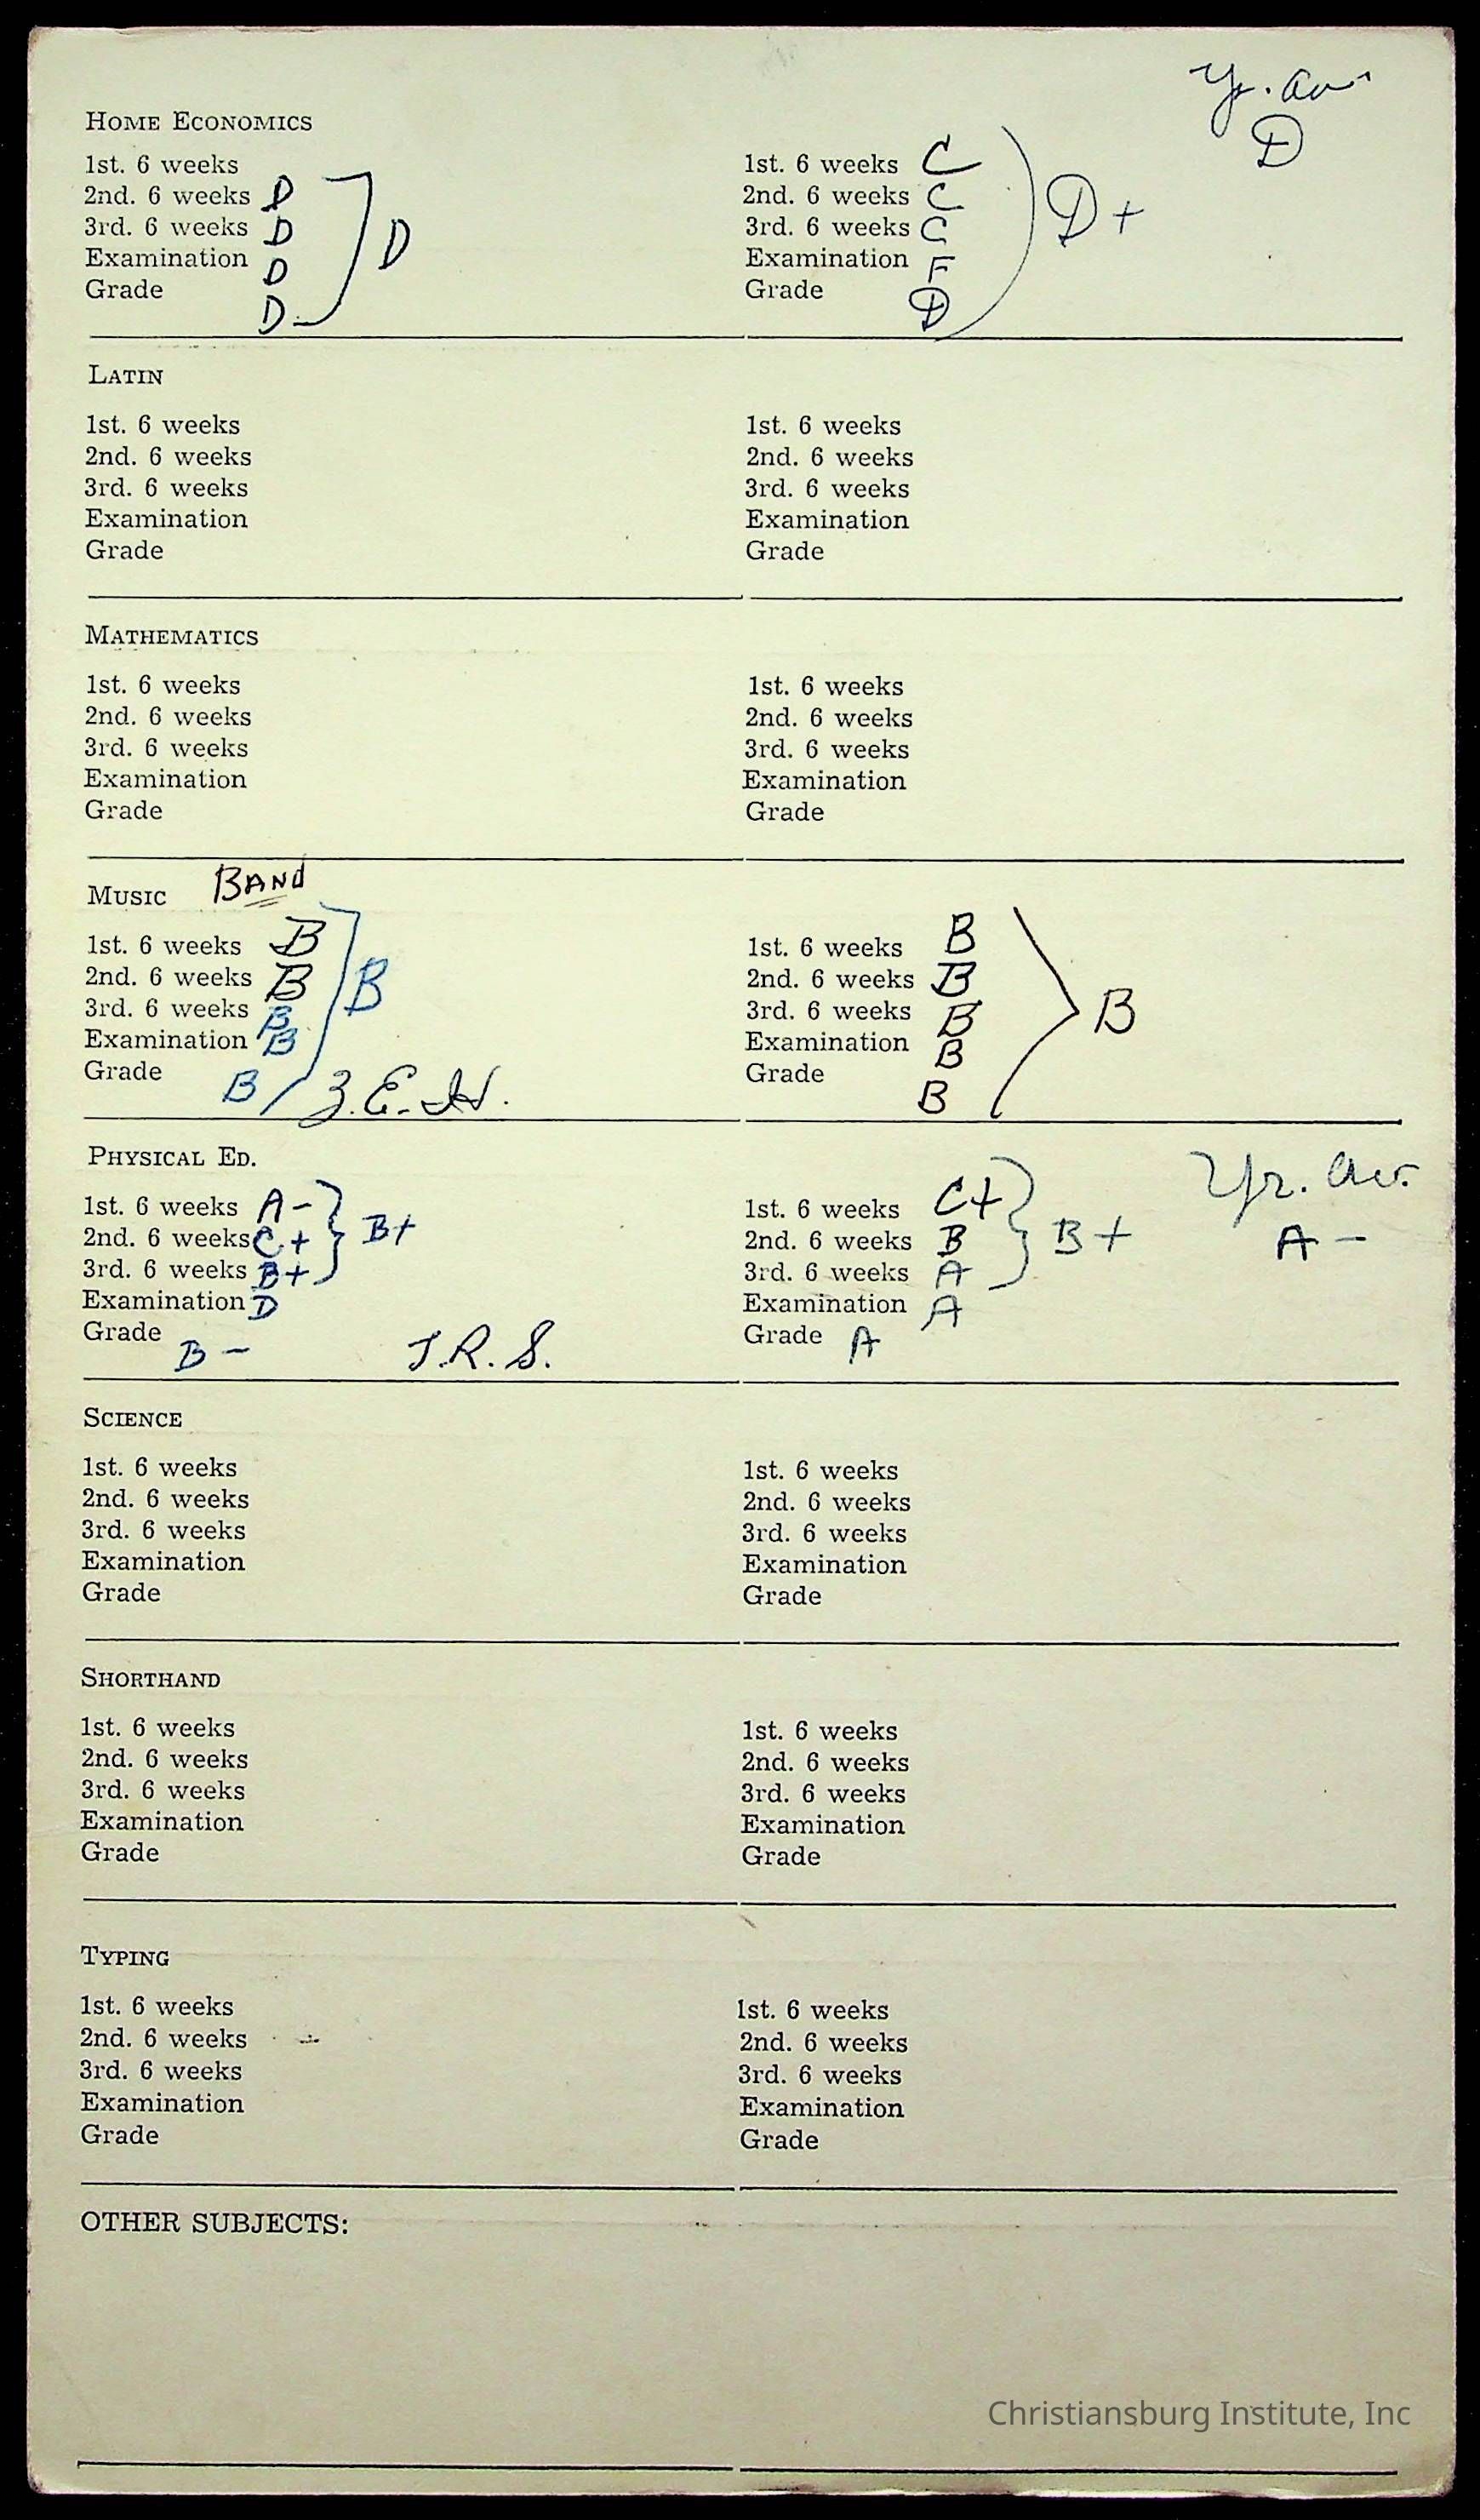 Yr. Av.
D
HOME ECONOMICS
1st. 6 weeks
2nd. 6 weeks D
3rd. 6 weeks D
Examination D
Grade D
D
1st. 6 weeks C
2nd. 6 weeks C
3rd. 6 weeks C
Examination F
Grade D
D+
LATIN
1st. 6 weeks
2nd. 6 weeks
3rd. 6 weeks
Examination
Grade
1st. 6 weeks
2nd. 6 weeks
3rd. 6 weeks
Examination
Grade
MATHEMATICS
1st. 6 weeks
2nd. 6 weeks
3rd. 6 weeks
Examination
Grade
1st. 6 weeks
2nd. 6 weeks
3rd. 6 weeks
Examination
Grade
MUSIC BAND
1st. 6 weeks B
2nd. 6 weeks B
3rd. 6 weeks B
Examination B
Grade B
B
Z.E.H.
1st. 6 weeks B
2nd. 6 weeks B
3rd. 6 weeks B
Examination B
Grade B
B
PHYSICAL ED.
1st. 6 weeks A-
2nd. 6 weeks C+
3rd. 6 weeks B+
Examination D
Grade B-
B+
J.R.S.
1st. 6 weeks C+
2nd. 6 weeks B
3rd. 6 weeks A
Examination A
Grade A
B+
Yr. Av.
A-
SCIENCE
1st. 6 weeks
2nd. 6 weeks
3rd. 6 weeks
Examination
Grade
1st. 6 weeks
2nd. 6 weeks
3rd. 6 weeks
Examination
Grade
SHORTHAND
1st. 6 weeks
2nd. 6 weeks
3rd. 6 weeks
Examination
Grade
1st. 6 weeks
2nd. 6 weeks
3rd. 6 weeks
Examination
Grade
TYPING
1st. 6 weeks
2nd. 6 weeks
3rd. 6 weeks
Examination
Grade
1st. 6 weeks
2nd. 6 weeks
3rd. 6 weeks
Examination
Grade
OTHER SUBJECTS:
Christiansburg Institute, Inc